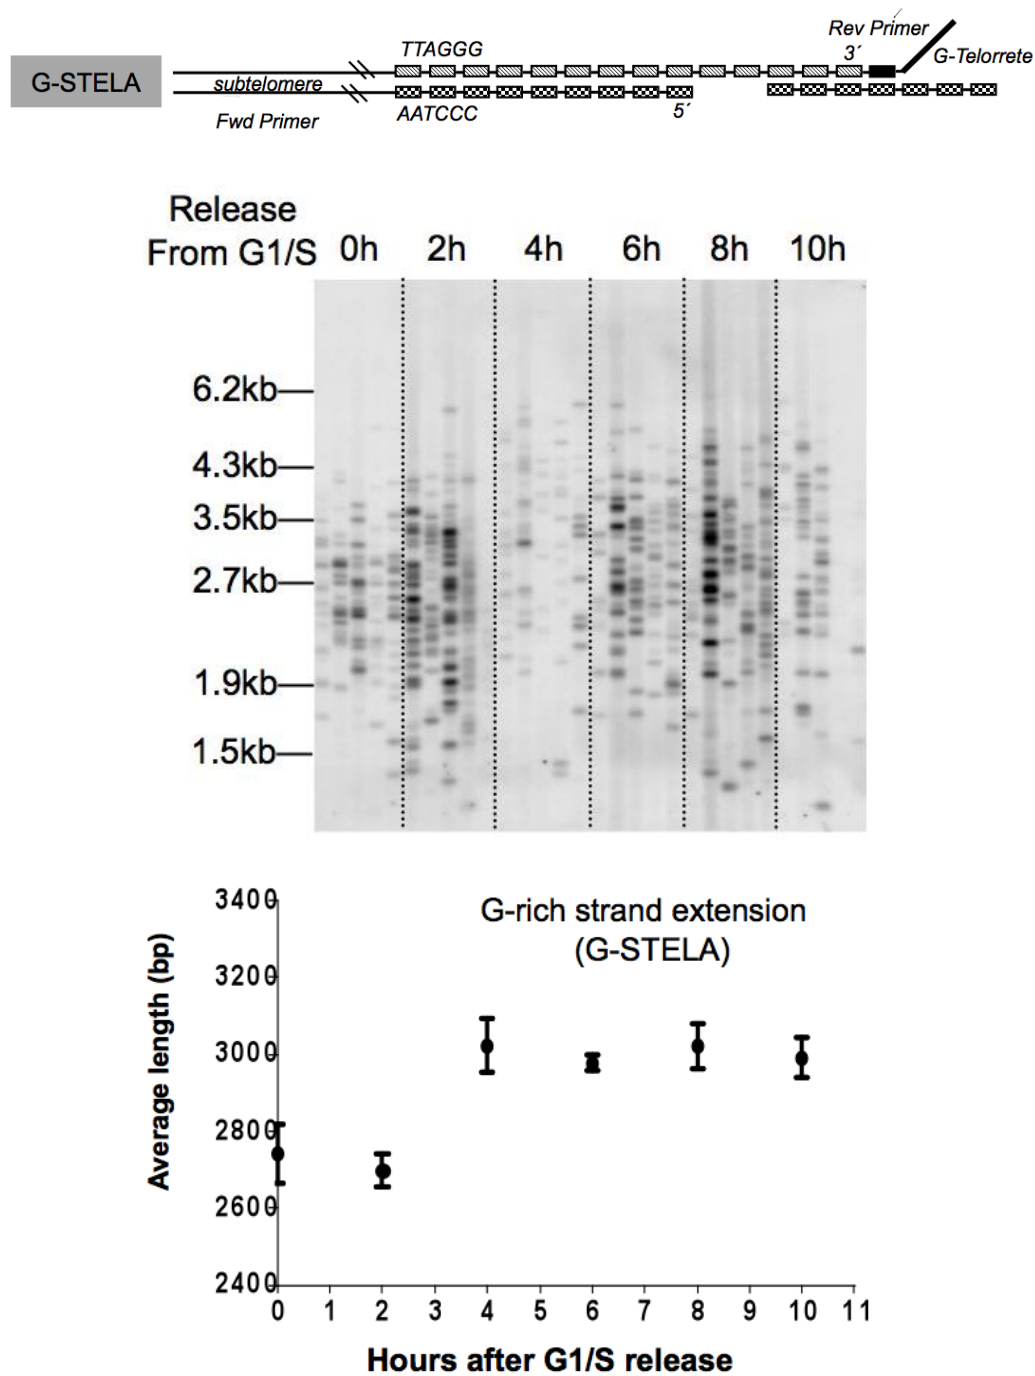 Rev Primer
TTAGGG
3´
G-Telorrete
G-STELA
subtelomere
AATCCC
5´
Fwd Primer
Release
From G1/S 0h 2h 4h 6h 8h 10h
6.2kb
4.3kb
3.5kb
2.7kb
1.9kb
1.5kb
3400
G-rich strand extension
(G-STELA)
3200
3000
2800
2600
2400
Average length (bp)
0 1 2 3 4 5 6 7 8 9 10 11
Hours after G1/S release